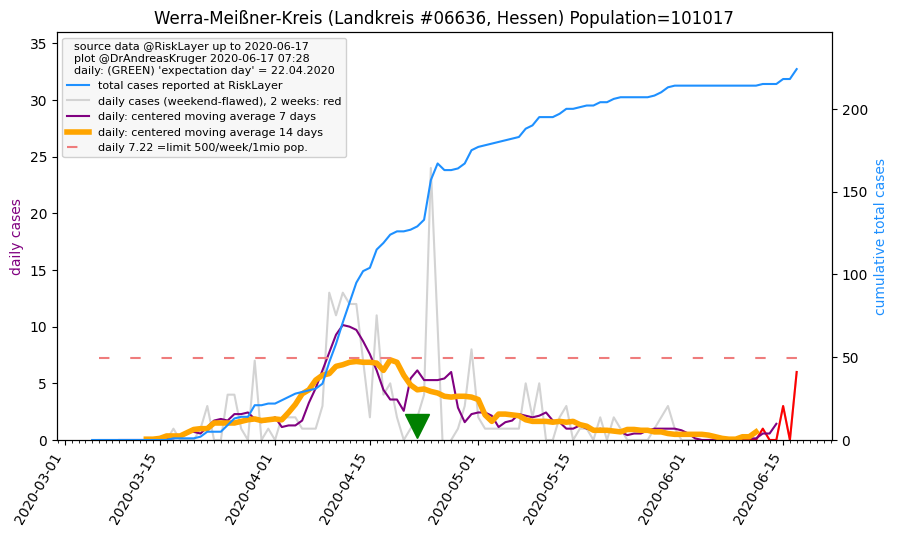 Werra-Meißner-Kreis (Landkreis #06636, Hessen) Population=101017
source data @RiskLayer up to 2020-06-17
plot @DrAndreasKruger 2020-06-17 07:28
daily: (GREEN) 'expectation day' = 22.04.2020
total cases reported at RiskLayer
daily cases (weekend-flawed), 2 weeks: red
daily: centered moving average 7 days
daily: centered moving average 14 days
daily 7.22 =limit 500/week/1mio pop.
daily cases
35
30
25
20
15
10
5
0
cumulative total cases
200
150
100
50
0
2020-03-01
2020-03-15
2020-04-01
2020-04-15
2020-05-01
2020-05-15
2020-06-01
2020-06-15